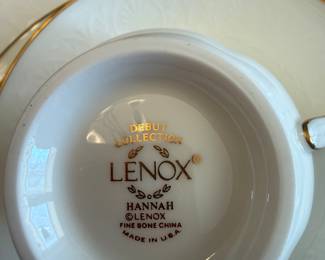 DEBUT
COLLECTION
LENOX®
HANNAH
©LENOX
FINE BONE CHINA
MADE IN U.S.A.